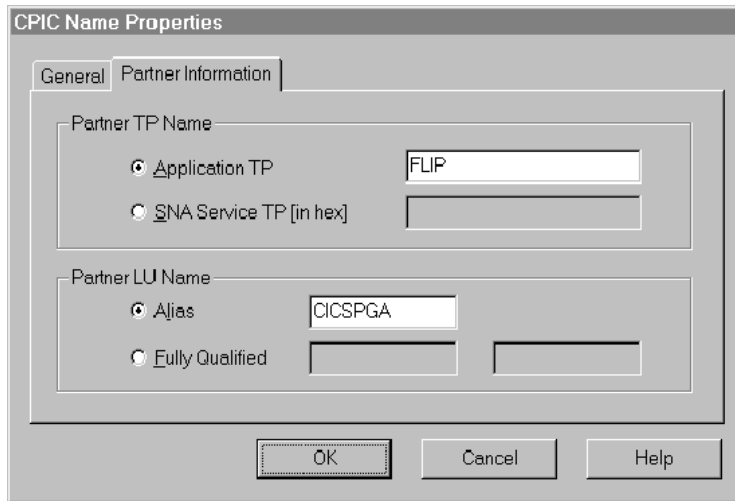 CPIC Name Properties
General Partner Information
Partner TP Name
Application TP FLIP
SNA Service TP [in hex]
Partner LU Name
Alias CICSPGA
Fully Qualified
OK Cancel Help